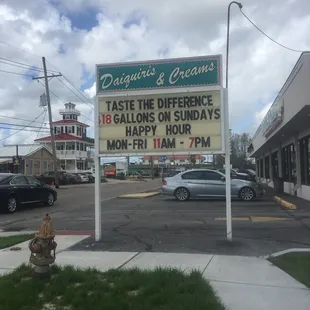 Daiquiris & Creams
TASTE THE DIFFERENCE
$18 GALLONS ON SUNDAYS
HAPPY HOUR
MON-FRI 11AM-7PM